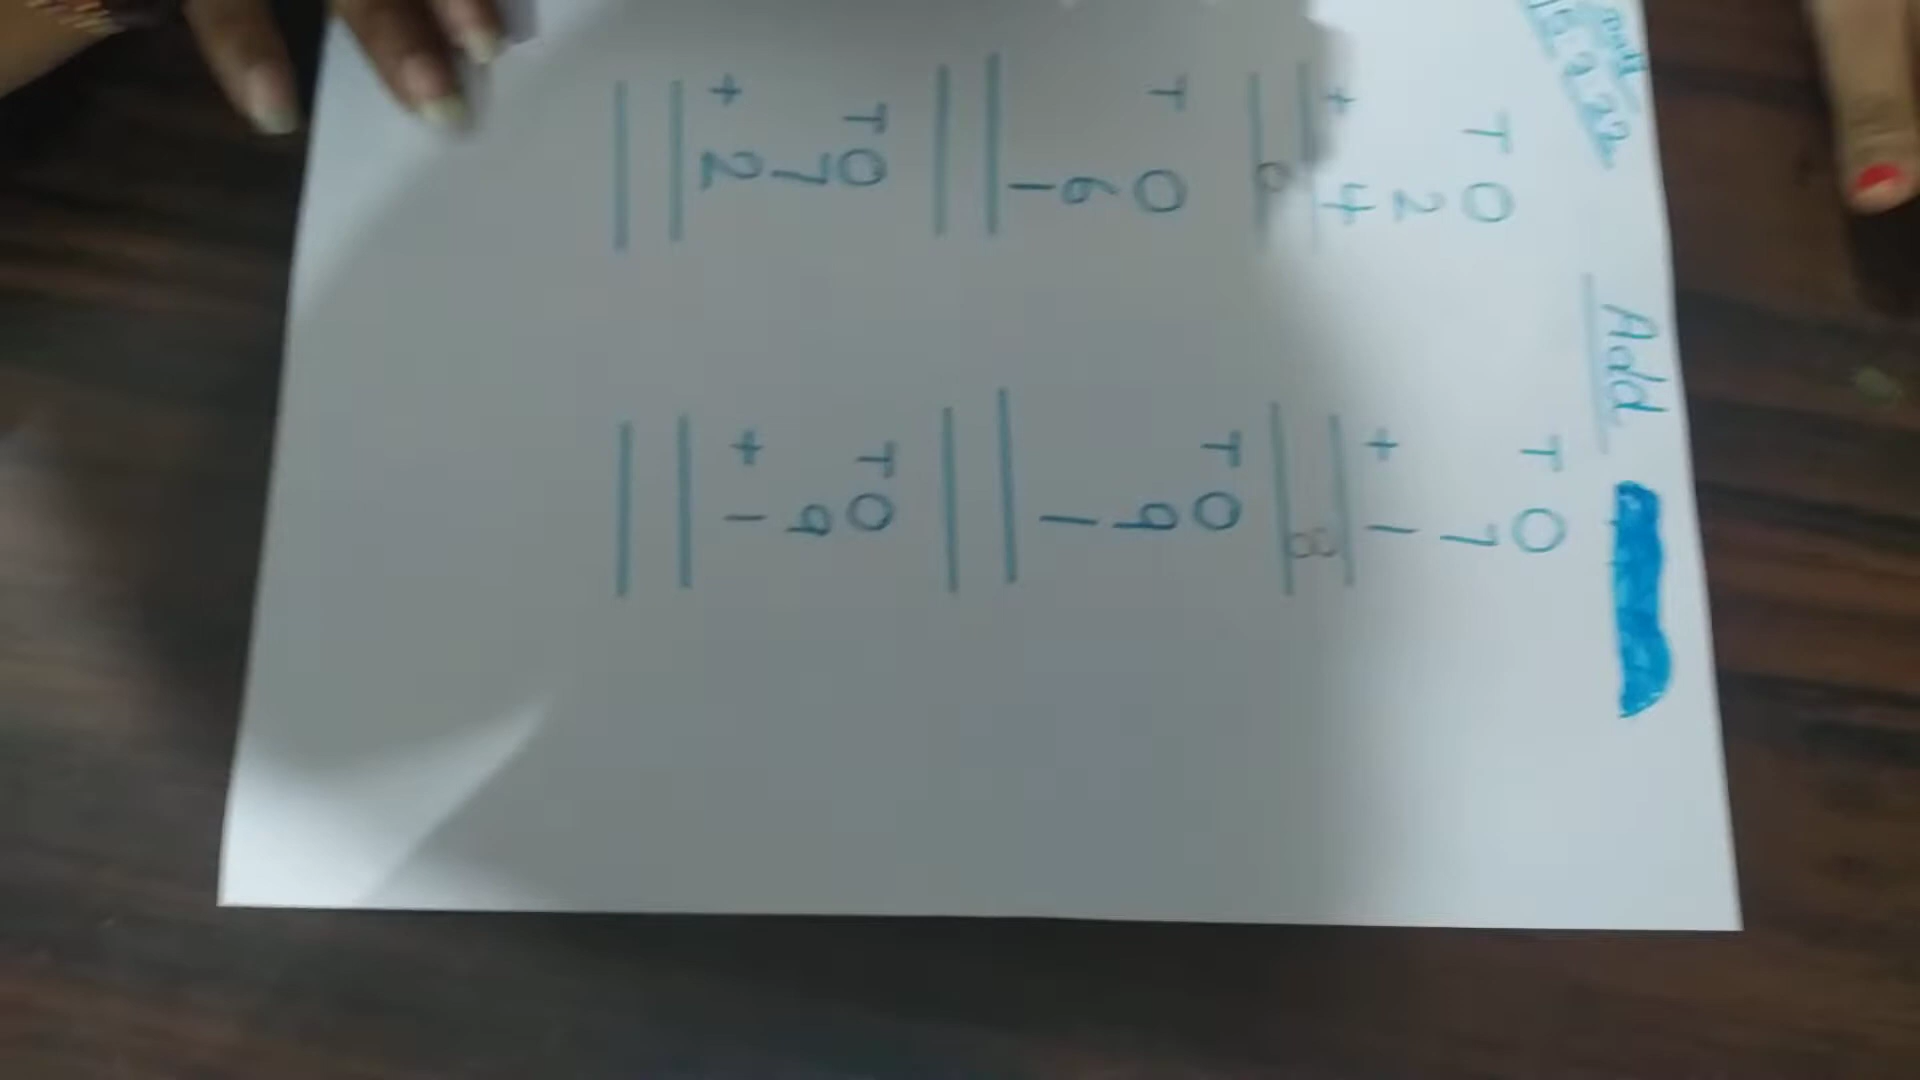 Add
T O    T O
2    7
+ 4    + 1
6    8
T O    T O
6    9
1    1
T O    T O
7    9
+ 2    + 1